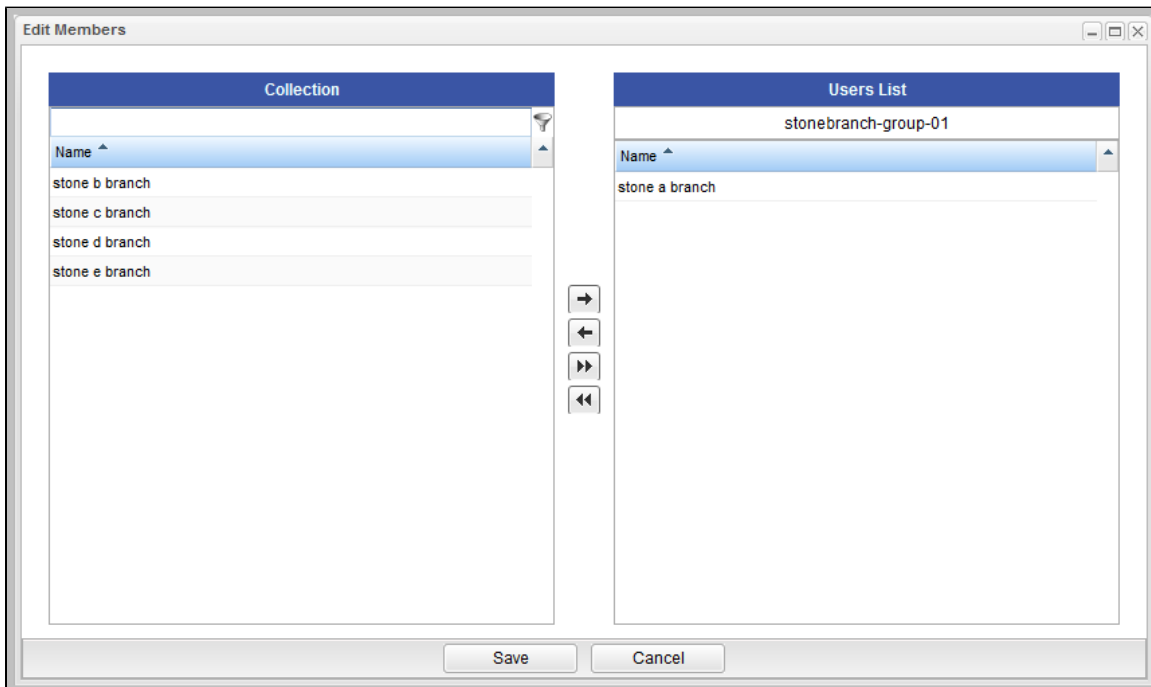 Edit Members
Collection
Name
stone b branch
stone c branch
stone d branch
stone e branch
Users List
stonebranch-group-01
Name
stone a branch
Save
Cancel